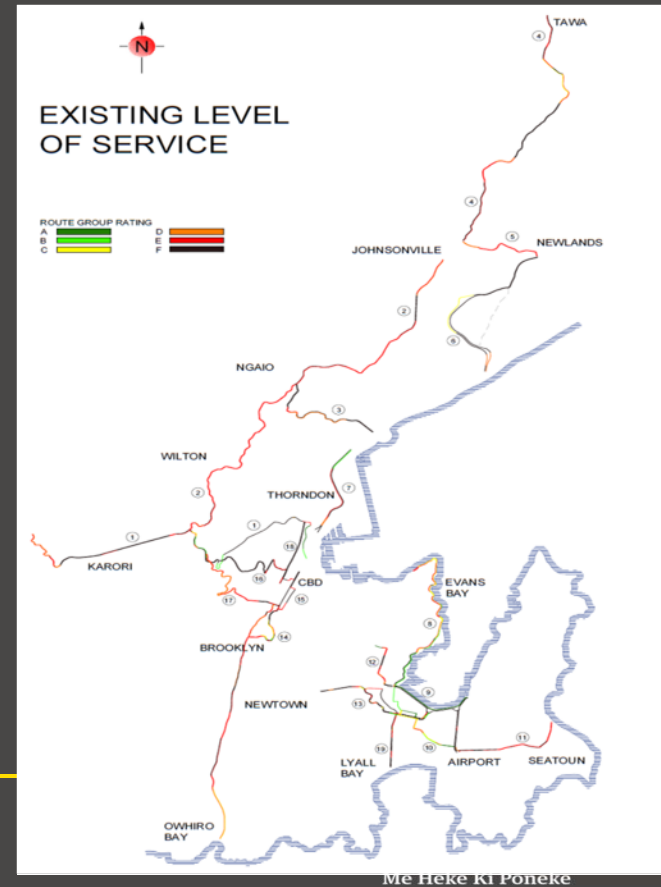 N
EXISTING LEVEL
OF SERVICE
ROUTE GROUP RATING
A
B
C
D
E
F
TAWA
4
4
5
NEWLANDS
JOHNSONVILLE
2
6
NGAIO
3
WILTON
2
7
THORNDON
1
1
KARORI
18
16
CBD
17
15
14
BROOKLYN
EVANS
BAY
8
12
9
NEWTOWN
13
10
11
19
LYALL
BAY
AIRPORT
SEATOUN
OWHIRO
BAY
Me Heke Ki Poneke